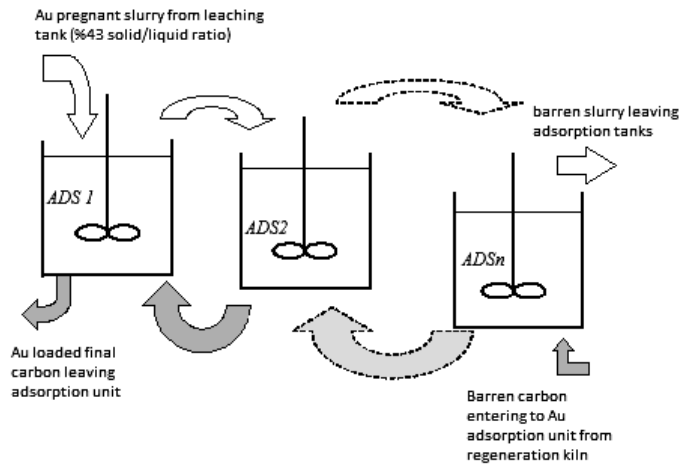 Au pregnant slurry from leaching
tank (%43 solid/liquid ratio)
barren slurry leaving
adsorption tanks
ADS 1
ADS2
ADSn
Au loaded final
carbon leaving
adsorption unit
Barren carbon
entering to Au
adsorption unit from
regeneration kiln